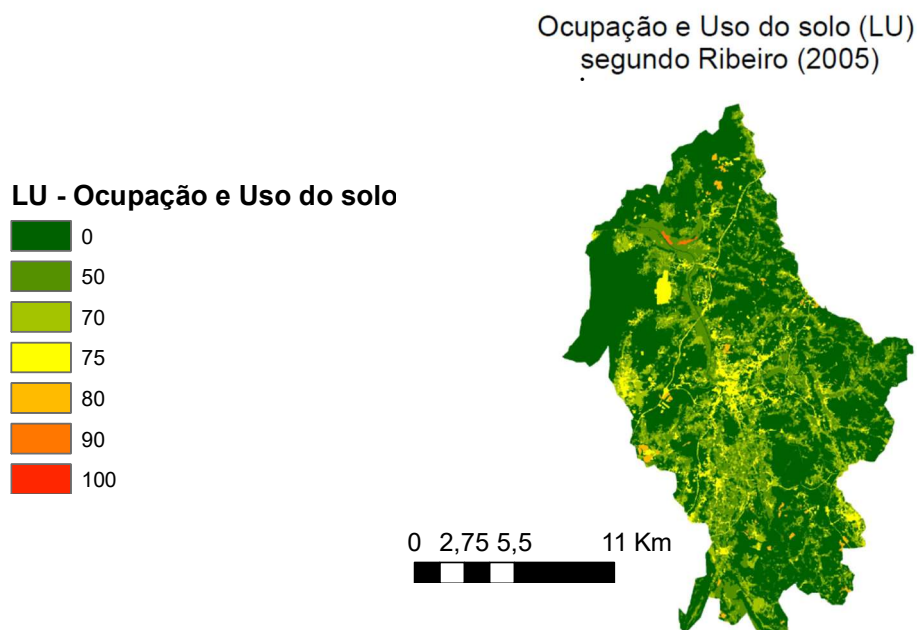 Ocupação e Uso do solo (LU)
segundo Ribeiro (2005)
LU - Ocupação e Uso do solo
0
50
70
75
80
90
100
0 2,75 5,5 11 Km